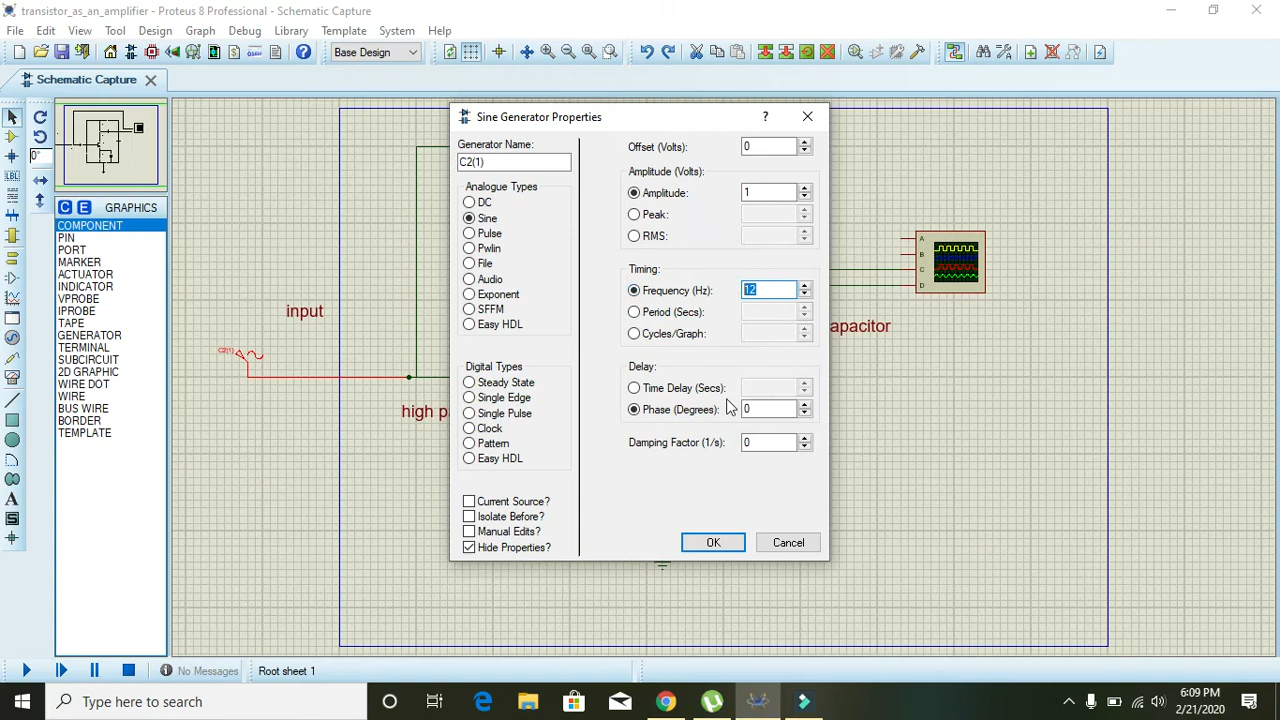 transistor_as_an_amplifier - Proteus 8 Professional - Schematic Capture
File Edit View Tool Design Graph Debug Library Template System Help
Base Design
Schematic Capture
0°
C E GRAPHICS
COMPONENT
PIN
PORT
MARKER
ACTUATOR
INDICATOR
VPROBE
IPROBE
TAPE
GENERATOR
TERMINAL
SUBCIRCUIT
2D GRAPHIC
WIRE DOT
WIRE
BUS WIRE
BORDER
TEMPLATE
input
C2(1)
high pa
Sine Generator Properties
Generator Name:
C2(1)
Analogue Types
DC
Sine
Pulse
Pwlin
File
Audio
Exponent
SFFM
Easy HDL
Digital Types
Steady State
Single Edge
Single Pulse
Clock
Pattern
Easy HDL
Current Source?
Isolate Before?
Manual Edits?
Hide Properties?
Offset (Volts): 0
Amplitude (Volts):
Amplitude: 1
Peak:
RMS:
Timing:
Frequency (Hz): 12
Period (Secs):
Cycles/Graph:
Delay:
Time Delay (Secs):
Phase (Degrees): 0
Damping Factor (1/s): 0
OK Cancel
A
B
C
D
apacitor
No Messages Root sheet 1
Type here to search
6:09 PM
2/21/2020